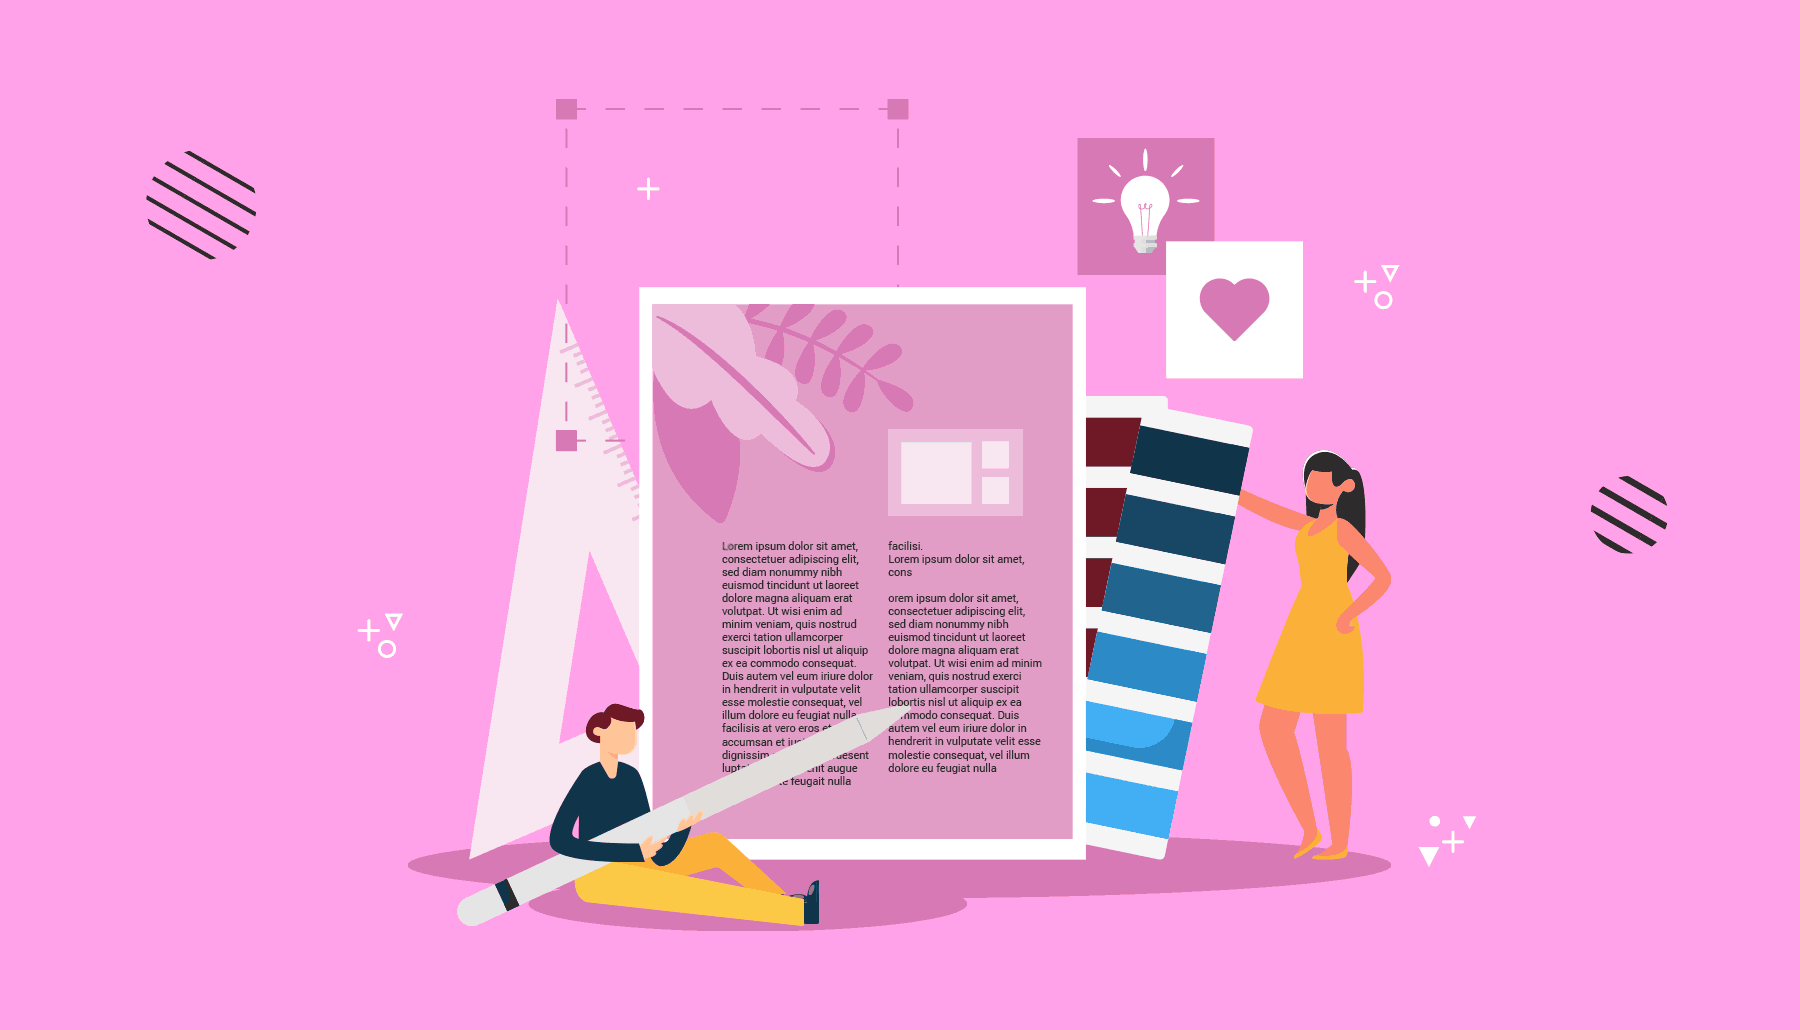 Lorem ipsum dolor sit amet,
consectetuer adipiscing elit,
sed diam nonummy nibh
euismod tincidunt ut laoreet
dolore magna aliquam erat
volutpat. Ut wisi enim ad
minim veniam, quis nostrud
exerci tation ullamcorper
suscipit lobortis nisl ut aliquip
ex ea commodo consequat.
Duis autem vel eum iriure dolor
in hendrerit in vulputate velit
esse molestie consequat, vel
illum dolore eu feugiat nulla
facilisis at vero eros et
accumsan et
dignissim
augue
feugait nulla
facilisi.
Lorem ipsum dolor sit amet,
cons
orem ipsum dolor sit amet,
consectetuer adipiscing elit,
sed diam nonummy nibh
euismod tincidunt ut laoreet
dolore magna aliquam erat
volutpat. Ut wisi enim ad minim
veniam, quis nostrud exerci
tation ullamcorper suscipit
lobortis nisl ut aliquip ex ea
commodo consequat. Duis
autem vel eum iriure dolor in
hendrerit in vulputate velit esse
molestie consequat, vel illum
dolore eu feugiat nulla